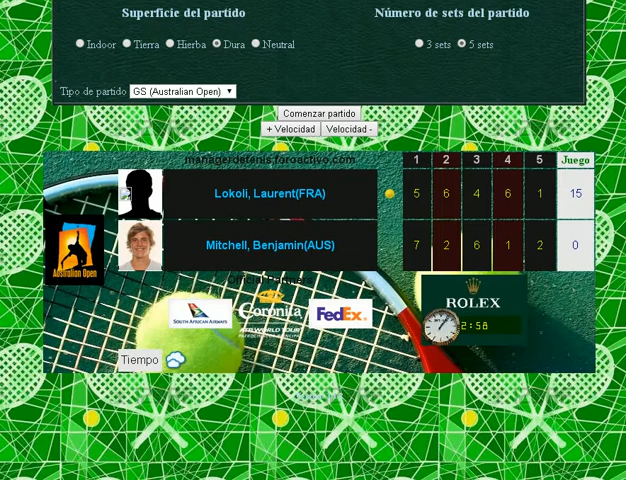 Superficie del partido
Número de sets del partido
Indoor Tierra Hierba Dura Neutral
3 sets 5 sets
Tipo de partido GS (Australian Open)
Comenzar partido
+ Velocidad Velocidad -
managerdetenis.foroactivo.com
1 2 3 4 5 Juego
Lokoli, Laurent(FRA) 5 6 4 6 1 15
Mitchell, Benjamin(AUS) 7 2 6 1 2 0
Australian Open
SOUTH AFRICAN AIRWAYS
Coronita
ATP WORLD TOUR
FedEx
ROLEX
2:58
Tiempo